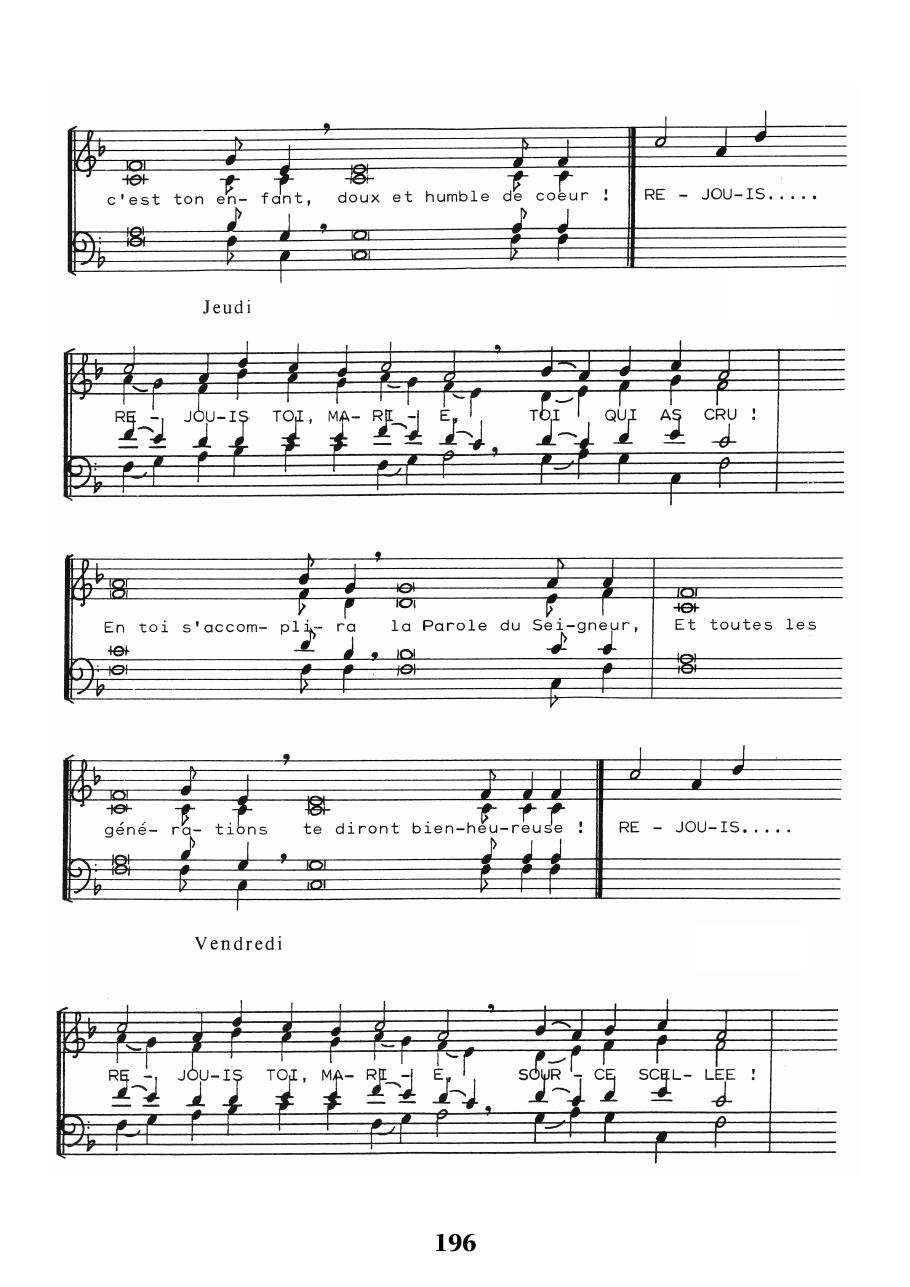 c'est ton en- fant, doux et humble de coeur ! RE - JOU-IS.....
Jeudi
RE - JOU-IS TOI, MA- RI - E, TOI QUI AS CRU !
En toi s'accom- pli- ra la Parole du Sei-gneur, Et toutes les
géné- ra- tions te diront bien-heu-reuse ! RE - JOU-IS.....
Vendredi
RE - JOU-IS TOI, MA- RI - E, SOUR - CE SCEL- LEE !
196